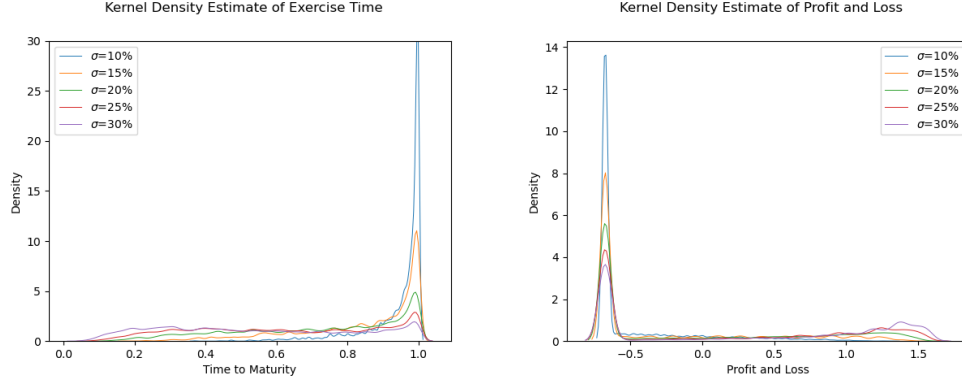 Kernel Density Estimate of Exercise Time
30
25
20
15
10
5
0
Density
σ=10%
σ=15%
σ=20%
σ=25%
σ=30%
0.0 0.2 0.4 0.6 0.8 1.0
Time to Maturity
Kernel Density Estimate of Profit and Loss
14
12
10
8
6
4
2
0
Density
σ=10%
σ=15%
σ=20%
σ=25%
σ=30%
−0.5 0.0 0.5 1.0 1.5
Profit and Loss